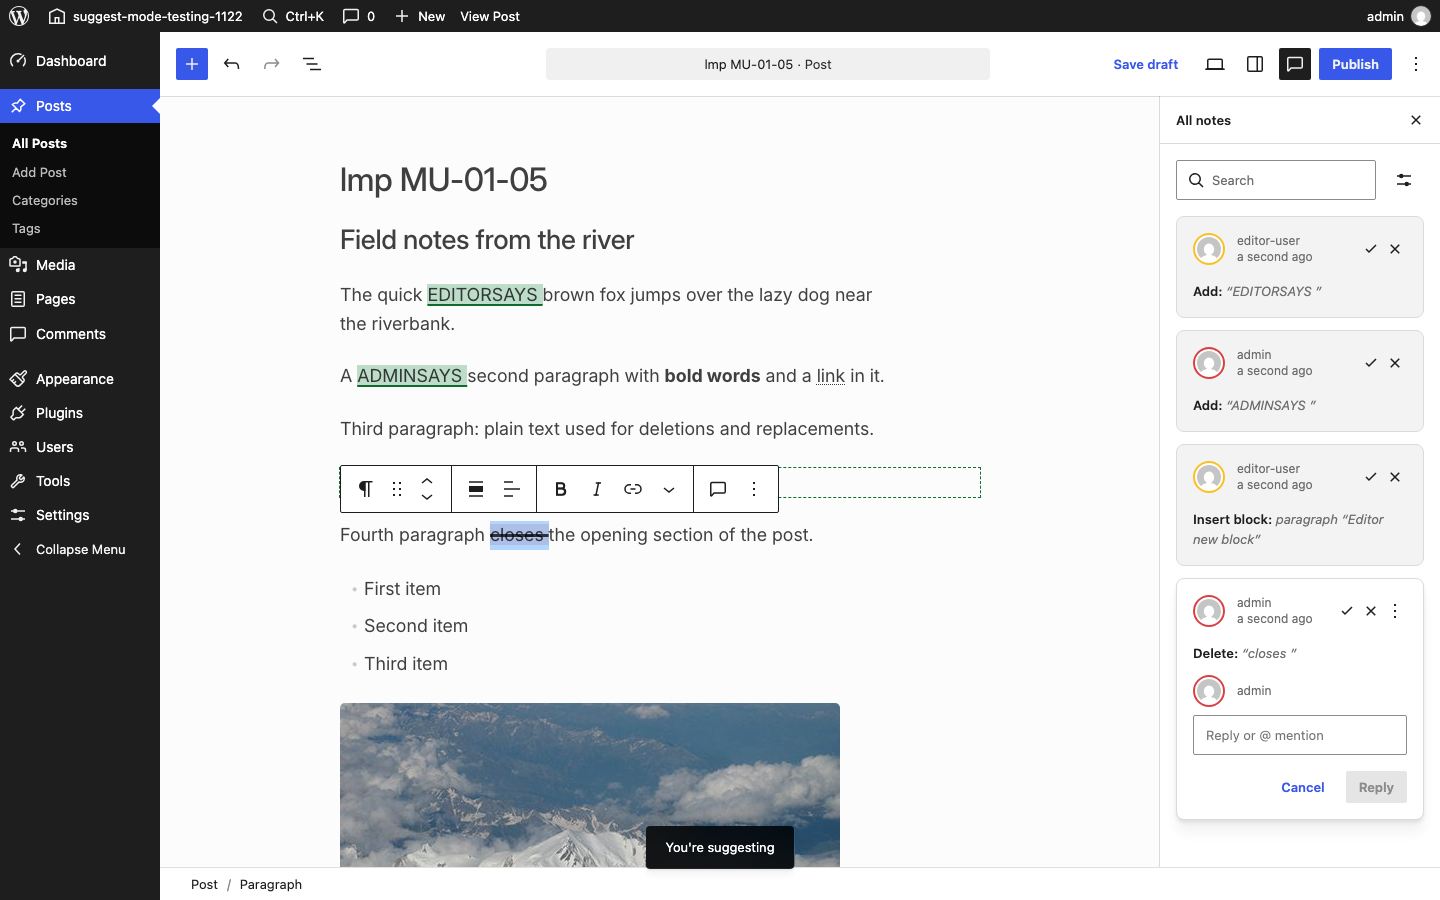 suggest-mode-testing-1122
Ctrl+K
0
New
View Post
admin
Dashboard
Posts
All Posts
Add Post
Categories
Tags
Media
Pages
Comments
Appearance
Plugins
Users
Tools
Settings
Collapse Menu
Imp MU-01-05 · Post
Save draft
Publish
Imp MU-01-05
Field notes from the river
The quick EDITORSAYS brown fox jumps over the lazy dog near
the riverbank.
A ADMINSAYS second paragraph with bold words and a link in it.
Third paragraph: plain text used for deletions and replacements.
B I
Fourth paragraph closes the opening section of the post.
• First item
• Second item
• Third item
You're suggesting
Post / Paragraph
All notes
Search
editor-user
a second ago
Add: “EDITORSAYS ”
admin
a second ago
Add: “ADMINSAYS ”
editor-user
a second ago
Insert block: paragraph “Editor
new block”
admin
a second ago
Delete: “closes ”
admin
Reply or @ mention
Cancel
Reply